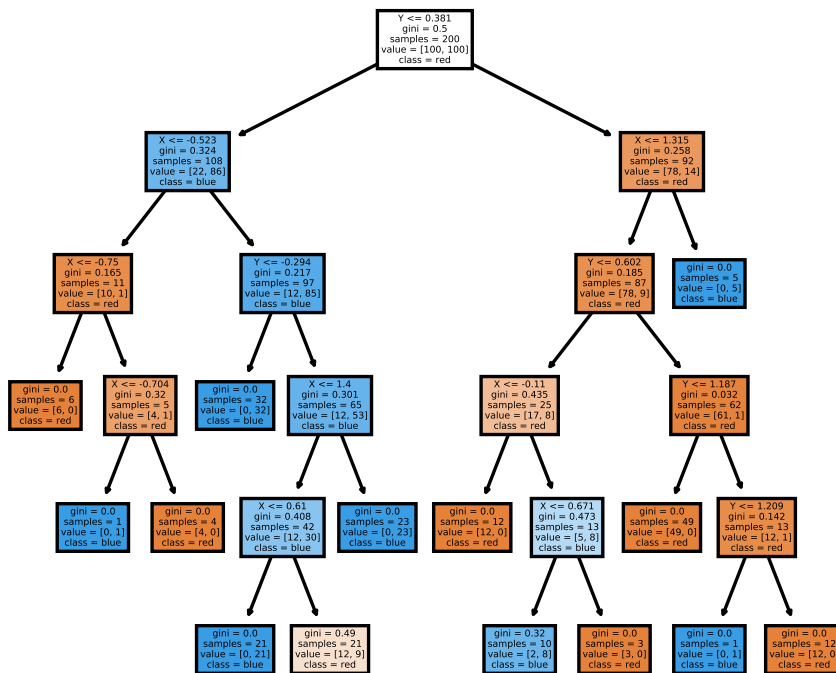 Y <= 0.381
gini = 0.5
samples = 200
value = [100, 100]
class = red
X <= -0.523
gini = 0.324
samples = 108
value = [22, 86]
class = blue
X <= 1.315
gini = 0.258
samples = 92
value = [78, 14]
class = red
X <= -0.75
gini = 0.165
samples = 11
value = [10, 1]
class = red
Y <= -0.294
gini = 0.217
samples = 97
value = [12, 85]
class = blue
Y <= 0.602
gini = 0.185
samples = 87
value = [78, 9]
class = red
gini = 0.0
samples = 5
value = [0, 5]
class = blue
gini = 0.0
samples = 6
value = [6, 0]
class = red
X <= -0.704
gini = 0.32
samples = 5
value = [4, 1]
class = red
gini = 0.0
samples = 32
value = [0, 32]
class = blue
X <= 1.4
gini = 0.301
samples = 65
value = [12, 53]
class = blue
X <= -0.11
gini = 0.435
samples = 25
value = [17, 8]
class = red
Y <= 1.187
gini = 0.032
samples = 62
value = [61, 1]
class = red
gini = 0.0
samples = 1
value = [0, 1]
class = blue
gini = 0.0
samples = 4
value = [4, 0]
class = red
X <= 0.61
gini = 0.408
samples = 42
value = [12, 30]
class = blue
gini = 0.0
samples = 23
value = [0, 23]
class = blue
gini = 0.0
samples = 12
value = [12, 0]
class = red
X <= 0.671
gini = 0.473
samples = 13
value = [5, 8]
class = blue
gini = 0.0
samples = 49
value = [49, 0]
class = red
Y <= 1.209
gini = 0.142
samples = 13
value = [12, 1]
class = red
gini = 0.0
samples = 21
value = [0, 21]
class = blue
gini = 0.49
samples = 21
value = [12, 9]
class = red
gini = 0.32
samples = 10
value = [2, 8]
class = blue
gini = 0.0
samples = 3
value = [3, 0]
class = red
gini = 0.0
samples = 1
value = [0, 1]
class = blue
gini = 0.0
samples = 12
value = [12, 0]
class = red